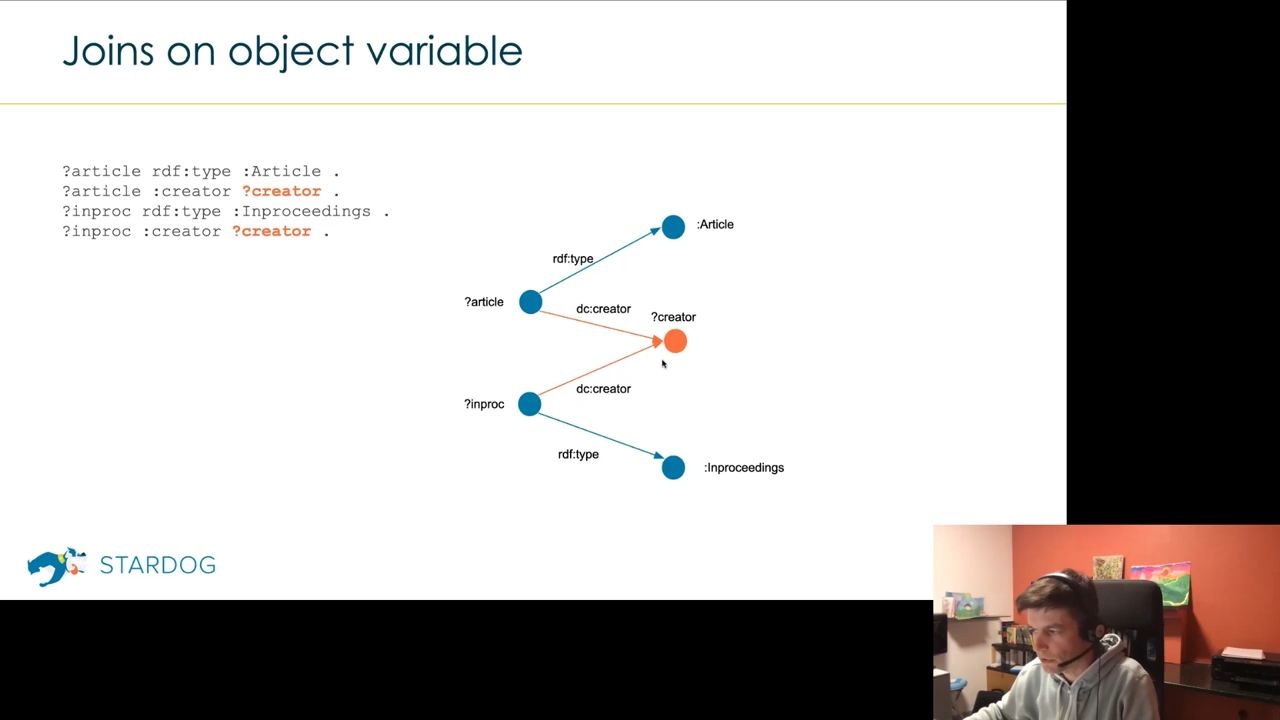 Joins on object variable
?article rdf:type :Article .
?article :creator ?creator .
?inproc rdf:type :Inproceedings .
?inproc :creator ?creator .
:Article
rdf:type
?article
dc:creator
?creator
dc:creator
?inproc
rdf:type
:Inproceedings
STARDOG